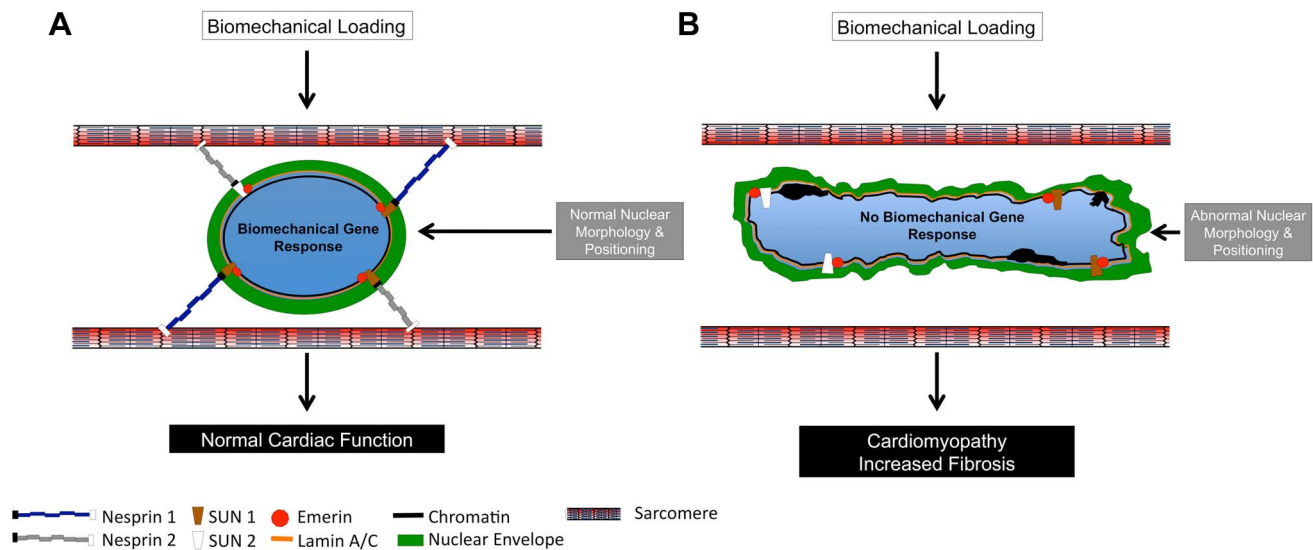 A
Biomechanical Loading
Biomechanical Gene
Response
Normal Nuclear
Morphology &
Positioning
Normal Cardiac Function
B
Biomechanical Loading
No Biomechanical Gene
Response
Abnormal Nuclear
Morphology &
Positioning
Cardiomyopathy
Increased Fibrosis
Nesprin 1
SUN 1
Emerin
Chromatin
Sarcomere
Nesprin 2
SUN 2
Lamin A/C
Nuclear Envelope